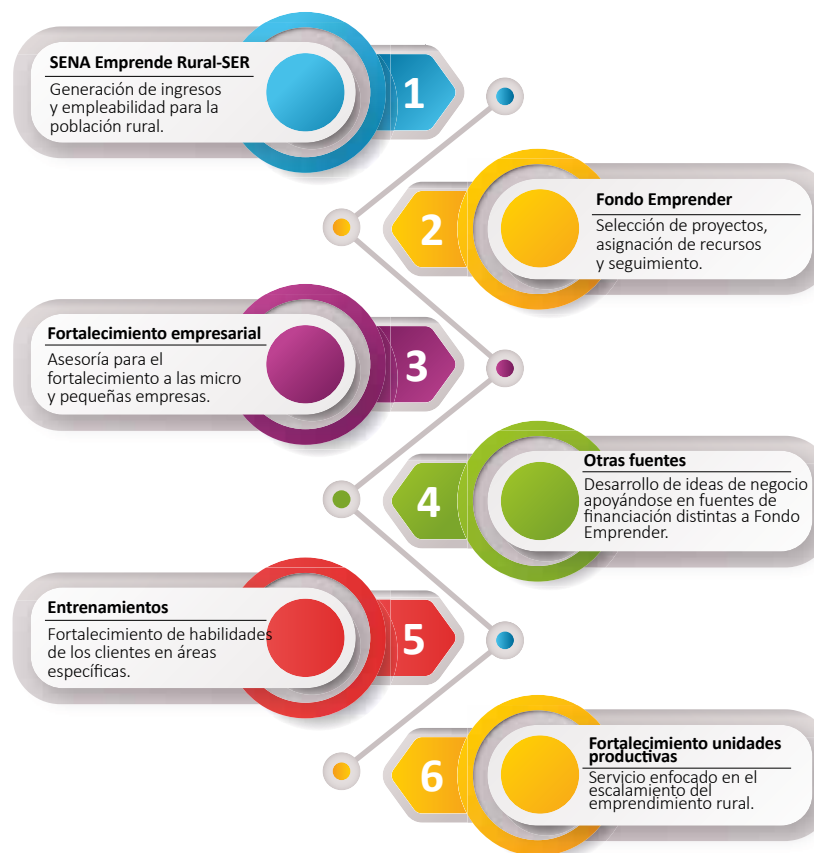 SENA Emprende Rural-SER
Generación de ingresos
y empleabilidad para la
población rural.
1
Fondo Emprender
Selección de proyectos,
asignación de recursos
y seguimiento.
2
Fortalecimiento empresarial
Asesoría para el
fortalecimiento a las micro
y pequeñas empresas.
3
Otras fuentes
Desarrollo de ideas de negocio
apoyándose en fuentes de
financiación distintas a Fondo
Emprender.
4
Entrenamientos
Fortalecimiento de habilidades
de los clientes en áreas
específicas.
5
Fortalecimiento unidades
productivas
Servicio enfocado en el
escalamiento del
emprendimiento rural.
6